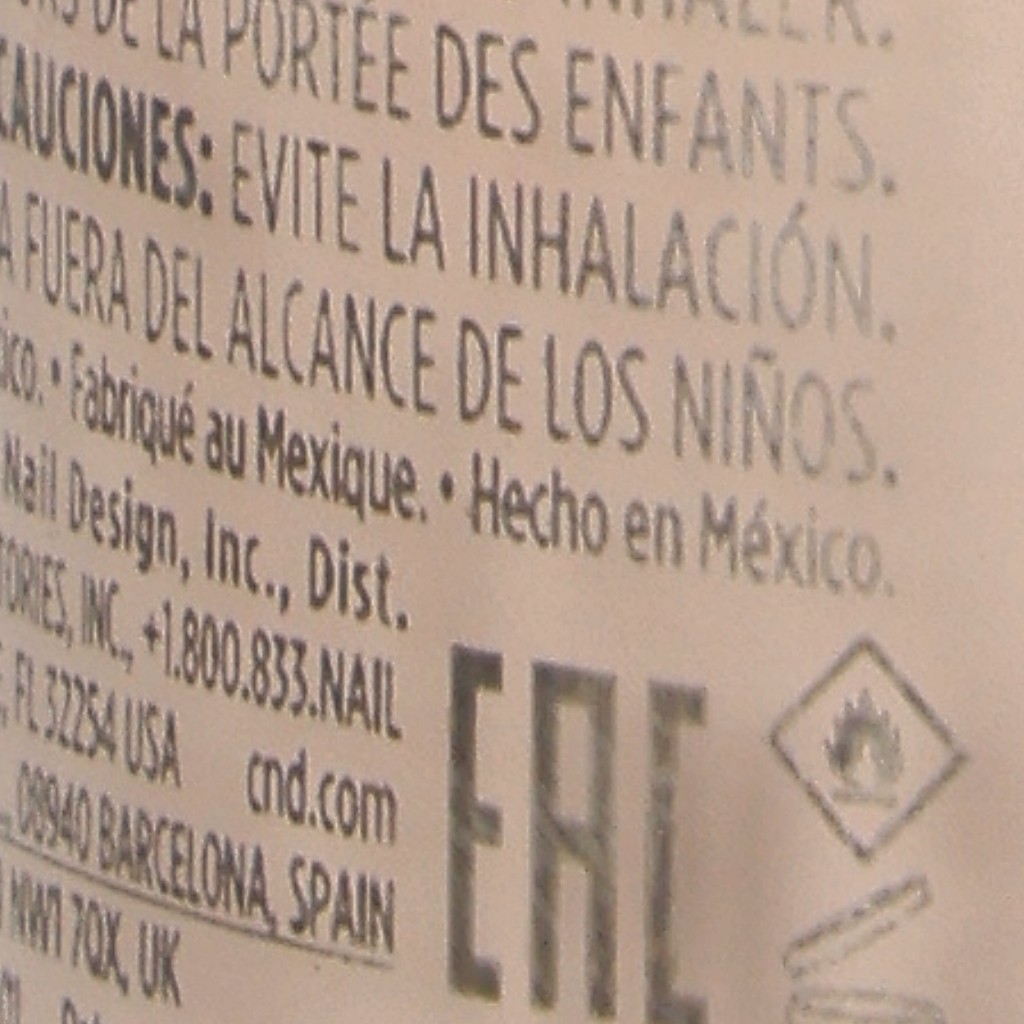 INHALER.
DE LA PORTÉE DES ENFANTS.
CAUCIONES: EVITE LA INHALACIÓN.
A FUERA DEL ALCANCE DE LOS NIÑOS.
ico. • Fabriqué au Mexique. • Hecho en México.
Nail Design, Inc., Dist.
TORIES, INC., +1.800.833.NAIL
FL 32254 USA cnd.com
08940 BARCELONA, SPAIN
NW1 7QX, UK
EAC